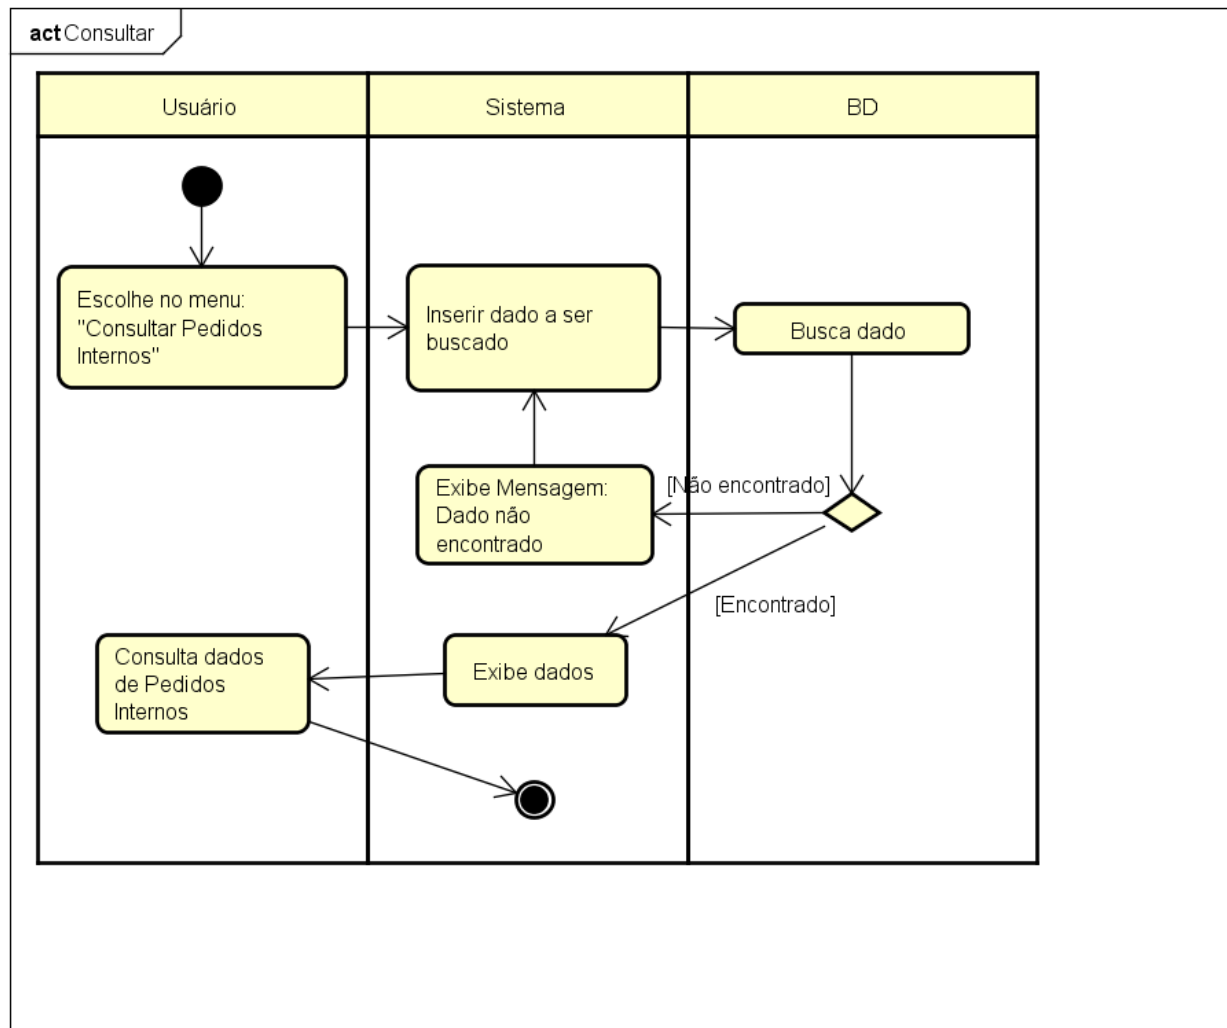 act Consultar
Usuário
Sistema
BD
Escolhe no menu:
"Consultar Pedidos
Internos"
Inserir dado a ser
buscado
Busca dado
Exibe Mensagem:
Dado não
encontrado
[Não encontrado]
[Encontrado]
Consulta dados
de Pedidos
Internos
Exibe dados